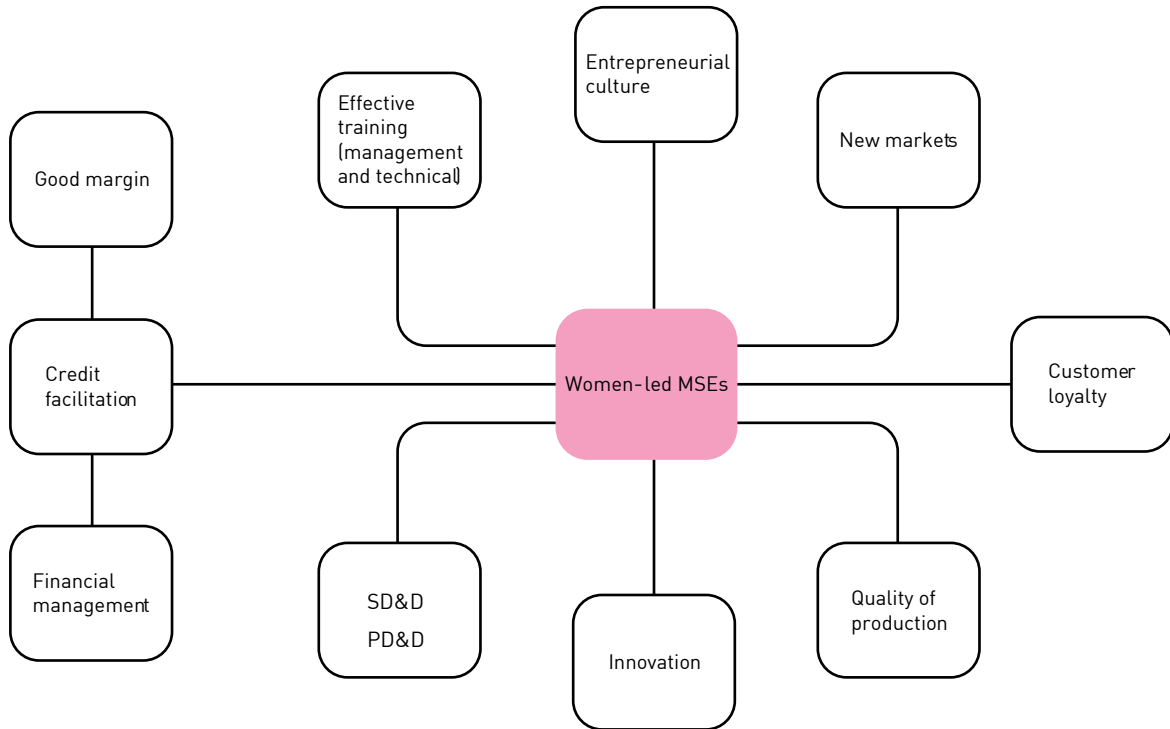 Entrepreneurial
culture
Effective
training
(management
and technical)
New markets
Good margin
Women-led MSEs
Credit
facilitation
Customer
loyalty
Financial
management
SD&D
PD&D
Innovation
Quality of
production